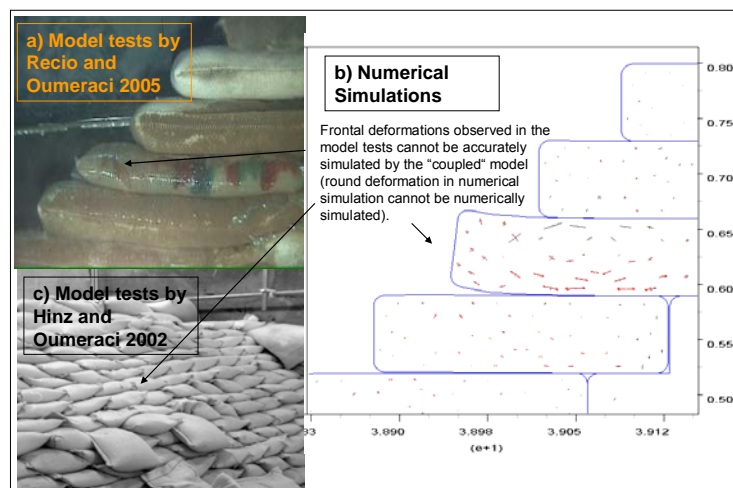 a) Model tests by
Recio and
Oumeraci 2005
b) Numerical
Simulations
Frontal deformations observed in the
model tests cannot be accurately
simulated by the “coupled“ model
(round deformation in numerical
simulation cannot be numerically
simulated).
c) Model tests by
Hinz and
Oumeraci 2002
0.80
0.75
0.70
0.65
0.60
0.55
0.50
33
3.890
3.898
3.905
3.912
(e+1)